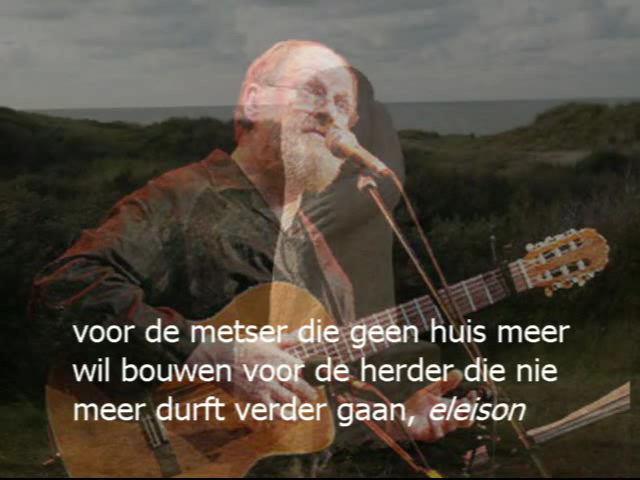 voor de metser die geen huis meer
wil bouwen voor de herder die nie
meer durft verder gaan, eleison